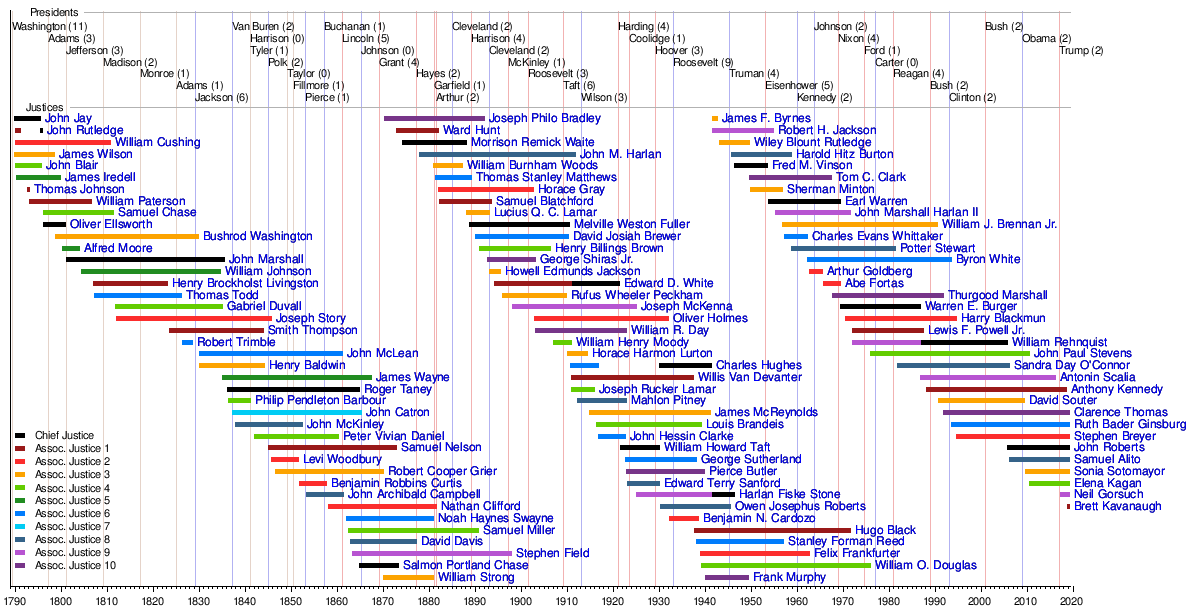 Presidents
Washington (11) Van Buren (2) Buchanan (1) Cleveland (2) Harding (4) Johnson (2) Bush (2)
Adams (3) Harrison (0) Lincoln (5) Harrison (4) Coolidge (1) Nixon (4) Obama (2)
Jefferson (3) Tyler (1) Johnson (0) Cleveland (2) Hoover (3) Ford (1) Trump (2)
Madison (2) Polk (2) Grant (4) McKinley (1) Roosevelt (9) Carter (0)
Monroe (1) Taylor (0) Hayes (2) Roosevelt (3) Truman (4) Reagan (4)
Adams (1) Fillmore (1) Garfield (1) Taft (6) Eisenhower (5) Bush (2)
Jackson (6) Pierce (1) Arthur (2) Wilson (3) Kennedy (2) Clinton (2)
Justices
John Jay
John Rutledge
William Cushing
James Wilson
John Blair
James Iredell
Thomas Johnson
William Paterson
Samuel Chase
Oliver Ellsworth
Bushrod Washington
Alfred Moore
John Marshall
William Johnson
Henry Brockholst Livingston
Thomas Todd
Gabriel Duvall
Joseph Story
Smith Thompson
Robert Trimble
John McLean
Henry Baldwin
James Wayne
Roger Taney
Philip Pendleton Barbour
John Catron
John McKinley
Peter Vivian Daniel
Samuel Nelson
Levi Woodbury
Robert Cooper Grier
Benjamin Robbins Curtis
John Archibald Campbell
Nathan Clifford
Noah Haynes Swayne
Samuel Miller
David Davis
Stephen Field
Salmon Portland Chase
William Strong
Joseph Philo Bradley
Ward Hunt
Morrison Remick Waite
John M. Harlan
William Burnham Woods
Thomas Stanley Matthews
Horace Gray
Samuel Blatchford
Lucius Q. C. Lamar
Melville Weston Fuller
David Josiah Brewer
Henry Billings Brown
George Shiras Jr.
Howell Edmunds Jackson
Edward D. White
Rufus Wheeler Peckham
Joseph McKenna
Oliver Holmes
William R. Day
William Henry Moody
Horace Harmon Lurton
Charles Hughes
Willis Van Devanter
Joseph Rucker Lamar
Mahlon Pitney
James McReynolds
Louis Brandeis
John Hessin Clarke
William Howard Taft
George Sutherland
Pierce Butler
Edward Terry Sanford
Harlan Fiske Stone
Owen Josephus Roberts
Benjamin N. Cardozo
Hugo Black
Stanley Forman Reed
Felix Frankfurter
William O. Douglas
Frank Murphy
James F. Byrnes
Robert H. Jackson
Wiley Blount Rutledge
Harold Hitz Burton
Fred M. Vinson
Tom C. Clark
Sherman Minton
Earl Warren
John Marshall Harlan II
William J. Brennan Jr.
Charles Evans Whittaker
Potter Stewart
Byron White
Arthur Goldberg
Abe Fortas
Thurgood Marshall
Warren E. Burger
Harry Blackmun
Lewis F. Powell Jr.
William Rehnquist
John Paul Stevens
Sandra Day O'Connor
Antonin Scalia
Anthony Kennedy
David Souter
Clarence Thomas
Ruth Bader Ginsburg
Stephen Breyer
John Roberts
Samuel Alito
Sonia Sotomayor
Elena Kagan
Neil Gorsuch
Brett Kavanaugh
Chief Justice
Assoc. Justice 1
Assoc. Justice 2
Assoc. Justice 3
Assoc. Justice 4
Assoc. Justice 5
Assoc. Justice 6
Assoc. Justice 7
Assoc. Justice 8
Assoc. Justice 9
Assoc. Justice 10
1790 1800 1810 1820 1830 1840 1850 1860 1870 1880 1890 1900 1910 1920 1930 1940 1950 1960 1970 1980 1990 2000 2010 2020